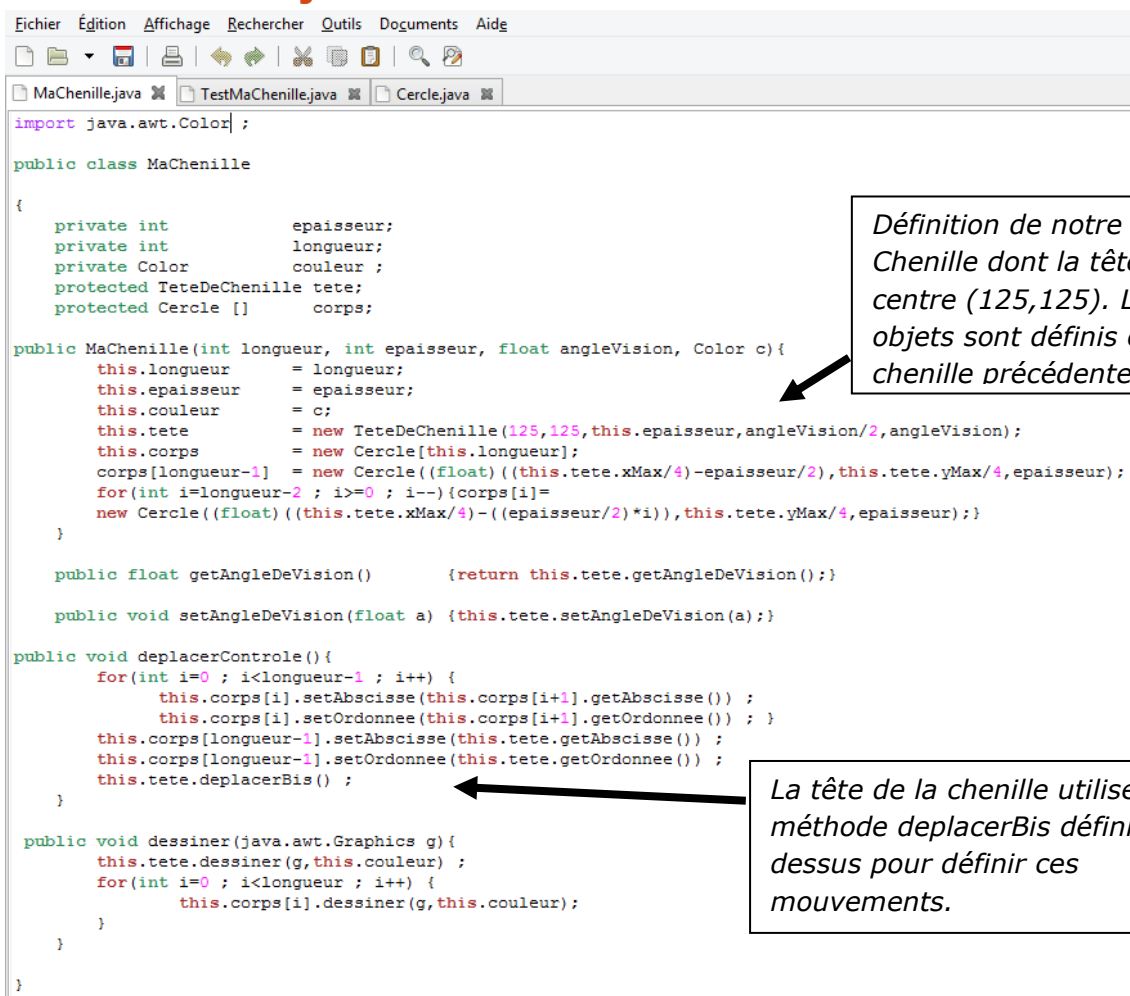 Fichier Édition Affichage Rechercher Outils Documents Aide
MaChenille.java TestMaChenille.java Cercle.java
import java.awt.Color ;
public class MaChenille
{
private int epaisseur;
private int longueur;
private Color couleur ;
protected TeteDeChenille tete;
protected Cercle [] corps;
public MaChenille(int longueur, int epaisseur, float angleVision, Color c){
this.longueur = longueur;
this.epaisseur = epaisseur;
this.couleur = c;
this.tete = new TeteDeChenille(125,125,this.epaisseur,angleVision/2,angleVision);
this.corps = new Cercle[this.longueur];
corps[longueur-1] = new Cercle((float)((this.tete.xMax/4)-epaisseur/2),this.tete.yMax/4,epaisseur);
for(int i=longueur-2 ; i>=0 ; i--){corps[i]=
new Cercle((float)((this.tete.xMax/4)-((epaisseur/2)*i)),this.tete.yMax/4,epaisseur);}
}
public float getAngleDeVision() {return this.tete.getAngleDeVision();}
public void setAngleDeVision(float a) {this.tete.setAngleDeVision(a);}
public void deplacerControle(){
for(int i=0 ; i<longueur-1 ; i++) {
this.corps[i].setAbscisse(this.corps[i+1].getAbscisse()) ;
this.corps[i].setOrdonnee(this.corps[i+1].getOrdonnee()) ; }
this.corps[longueur-1].setAbscisse(this.tete.getAbscisse()) ;
this.corps[longueur-1].setOrdonnee(this.tete.getOrdonnee()) ;
this.tete.deplacerBis() ;
}
public void dessiner(java.awt.Graphics g){
this.tete.dessiner(g,this.couleur) ;
for(int i=0 ; i<longueur ; i++) {
this.corps[i].dessiner(g,this.couleur);
}
}
}
Définition de notre
Chenille dont la tête
centre (125,125).
objets sont définis
chenille précédente
La tête de la chenille utilise
méthode deplacerBis défini
dessus pour définir ces
mouvements.